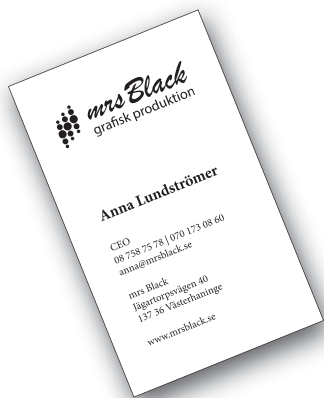 mrs Black
grafisk produktion
Anna Lundströmer
CEO
08 758 75 78 | 070 173 08 60
anna@mrsblack.se
mrs Black
Jägartorpsvägen 40
137 36 Västerhaninge
www.mrsblack.se